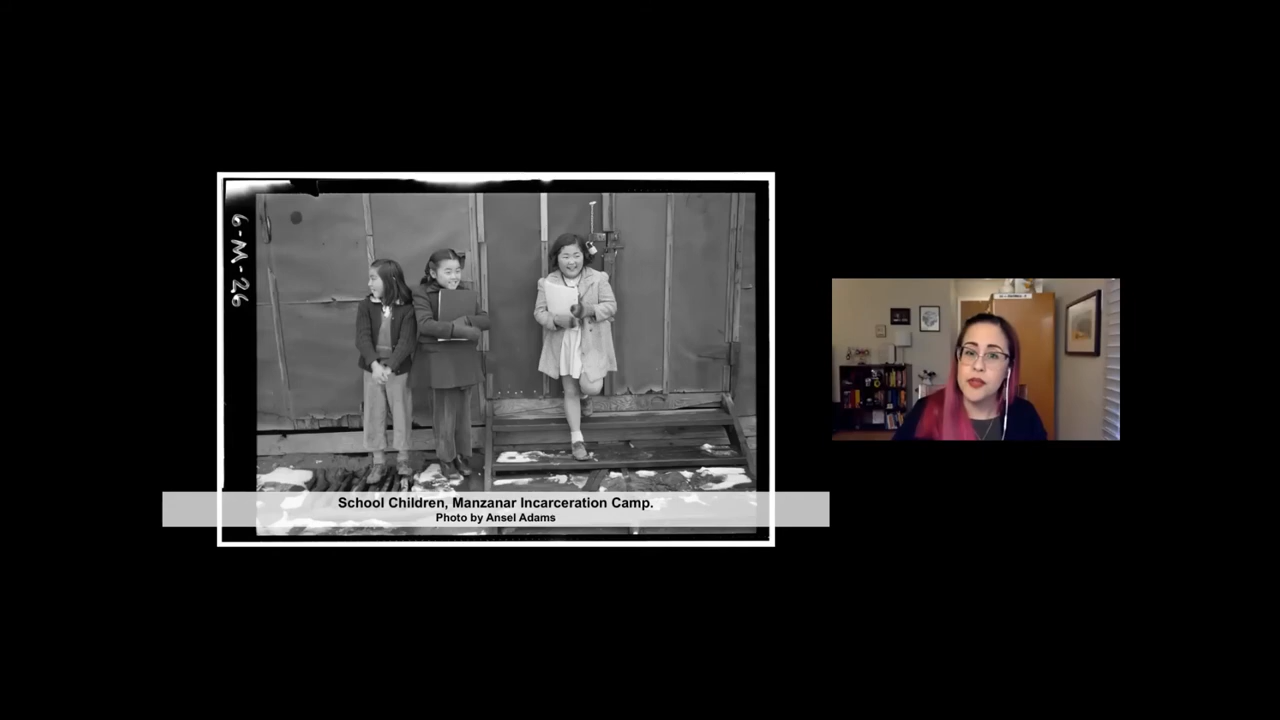 6-M-26
School Children, Manzanar Incarceration Camp.
Photo by Ansel Adams